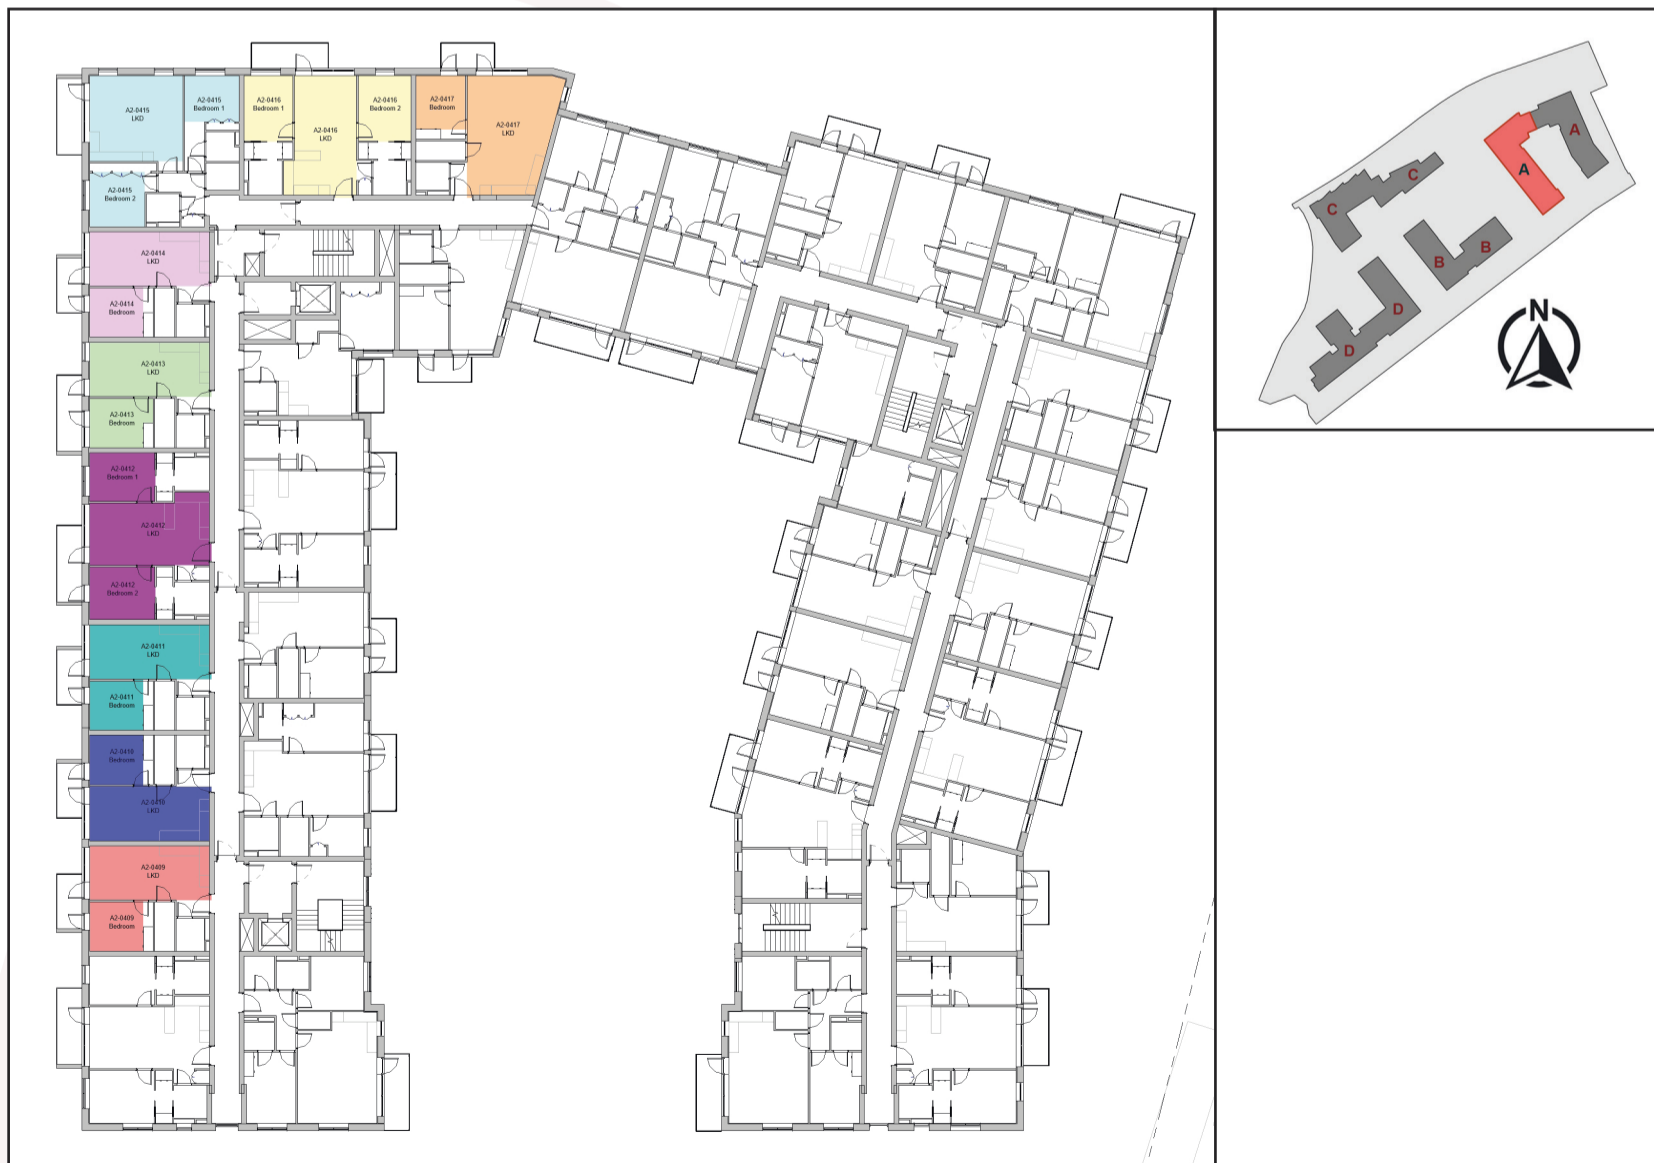 A2-0415
LKD
A2-0415
Bedroom 1
A2-0415
Bedroom 2
A2-0416
Bedroom 1
A2-0416
LKD
A2-0416
Bedroom 2
A2-0417
Bedroom
A2-0417
LKD
A2-0414
LKD
A2-0414
Bedroom
A2-0413
LKD
A2-0413
Bedroom
A2-0412
Bedroom 1
A2-0412
LKD
A2-0412
Bedroom 2
A2-0411
LKD
A2-0411
Bedroom
A2-0410
Bedroom
A2-0410
LKD
A2-0409
LKD
A2-0409
Bedroom
A
A
C
C
B
B
D
D
N